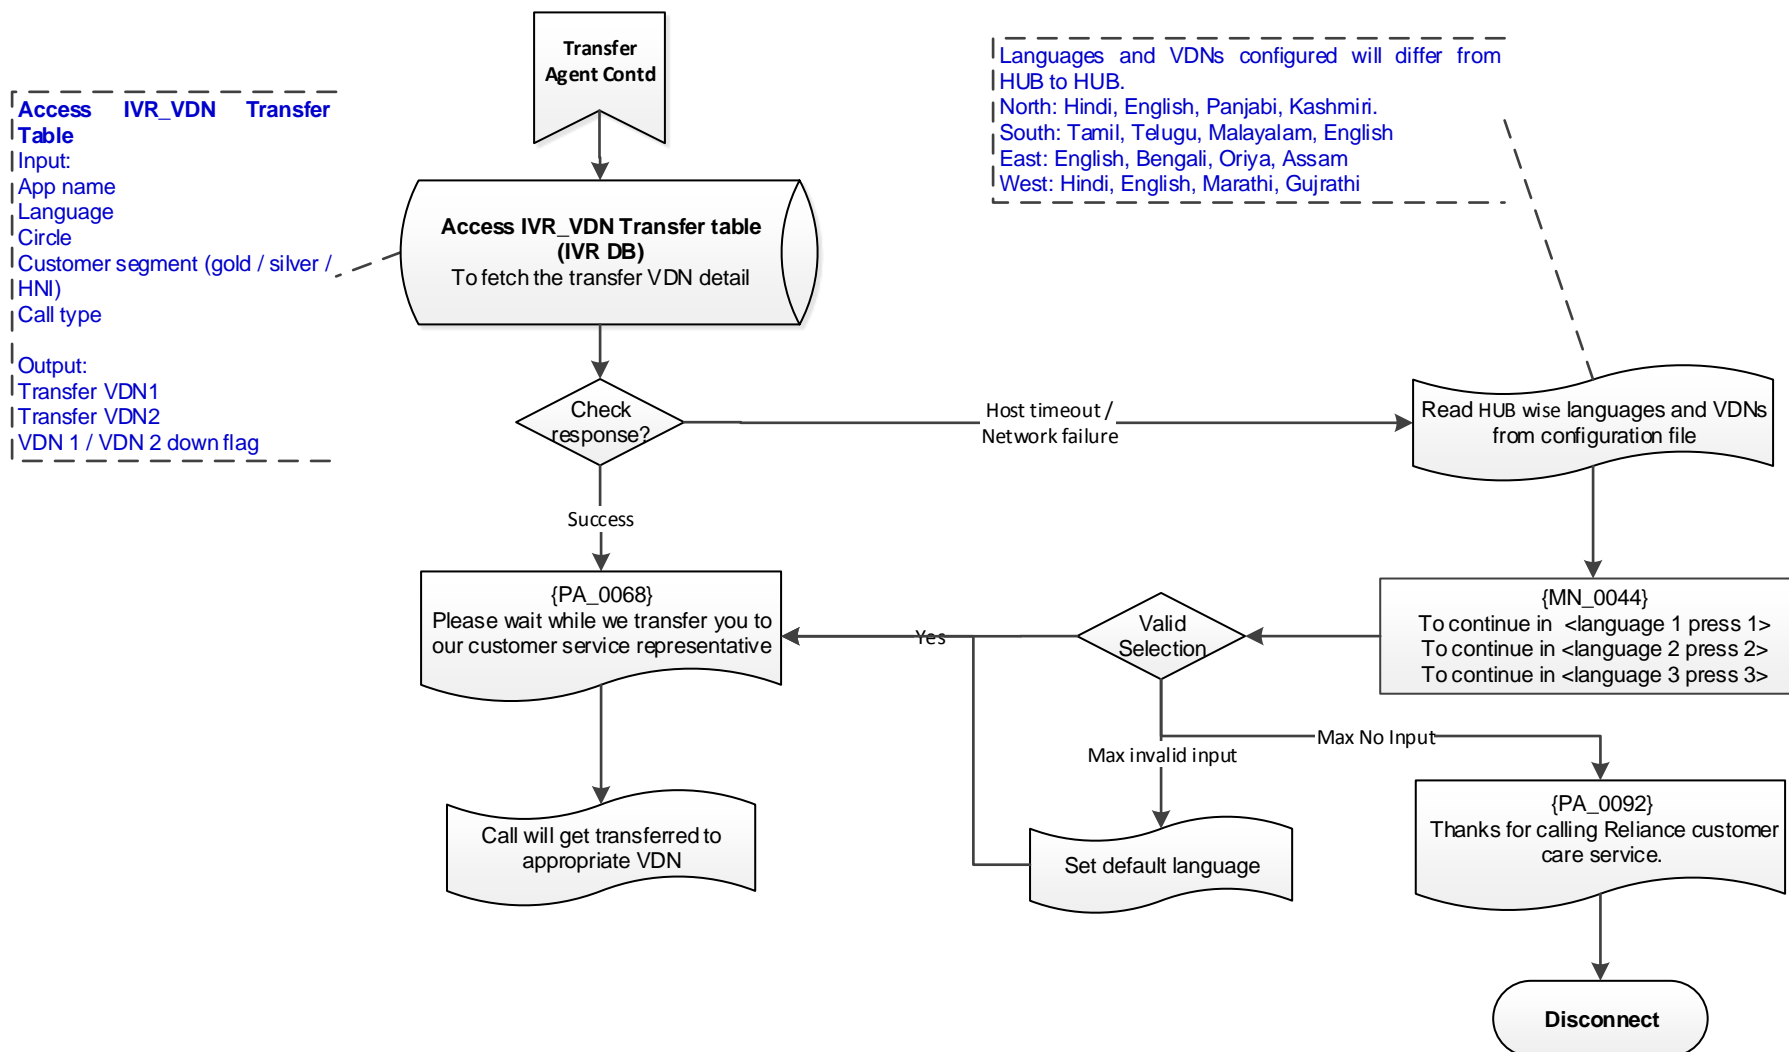 Transfer
Agent Contd
Languages and VDNs configured will differ from
HUB to HUB.
North: Hindi, English, Panjabi, Kashmiri.
South: Tamil, Telugu, Malayalam, English
East: English, Bengali, Oriya, Assam
West: Hindi, English, Marathi, Gujrathi
Access IVR_VDN Transfer
Table
Input:
App name
Language
Circle
Customer segment (gold / silver /
HNI)
Call type
Output:
Transfer VDN1
Transfer VDN2
VDN 1 / VDN 2 down flag
Access IVR_VDN Transfer table
(IVR DB)
To fetch the transfer VDN detail
Check
response?
Host timeout /
Network failure
Read HUB wise languages and VDNs
from configuration file
Success
{PA_0068}
Please wait while we transfer you to
our customer service representative
Yes
Valid
Selection
{MN_0044}
To continue in <language 1 press 1>
To continue in <language 2 press 2>
To continue in <language 3 press 3>
Max invalid input
Max No Input
Call will get transferred to
appropriate VDN
Set default language
{PA_0092}
Thanks for calling Reliance customer
care service.
Disconnect